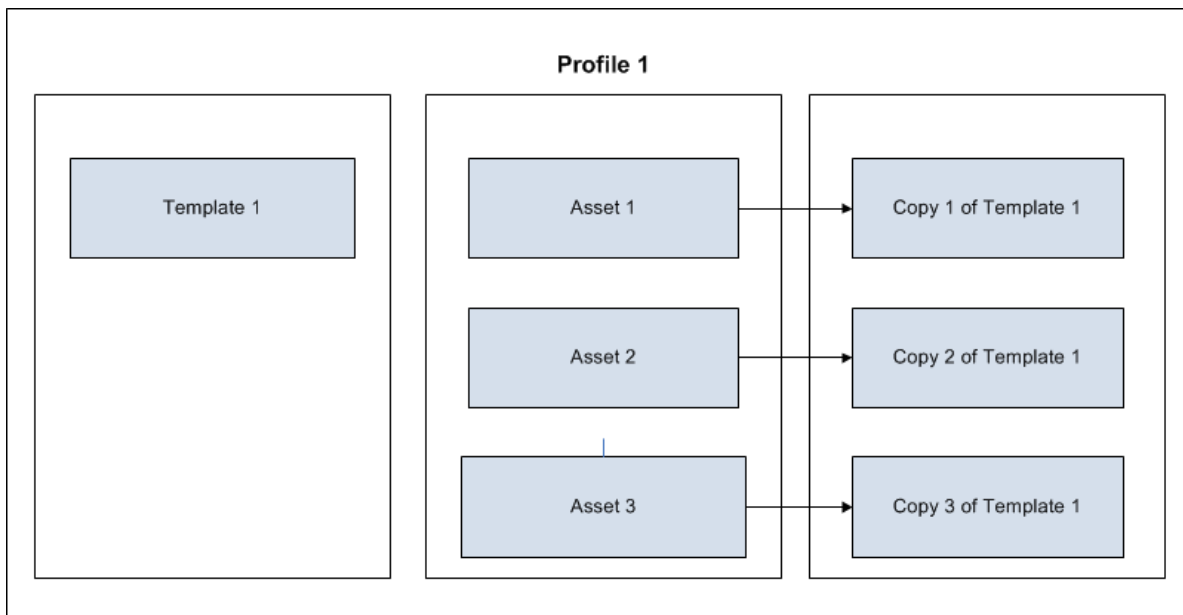 Profile 1
Template 1
Asset 1
Copy 1 of Template 1
Asset 2
Copy 2 of Template 1
Asset 3
Copy 3 of Template 1